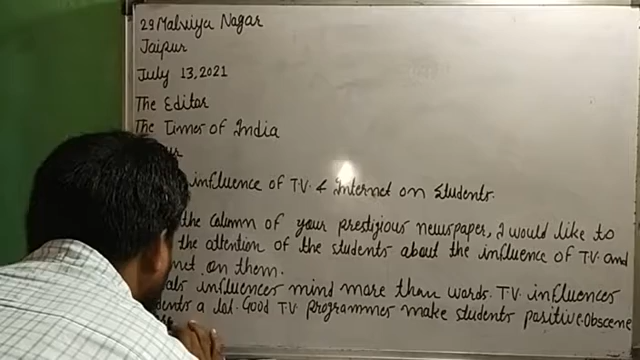 29 Malviya Nagar
Jaipur
July 13, 2021
The Editor
The Times of India
influence of T.V. & Internet on Students.
the Column of your prestigious newspaper, I would like to
the attention of the students about the influence of T.V. and
on them.
influences mind more than words. T.V. influences
a lot. Good T.V. Programmes make students positive. Obscene